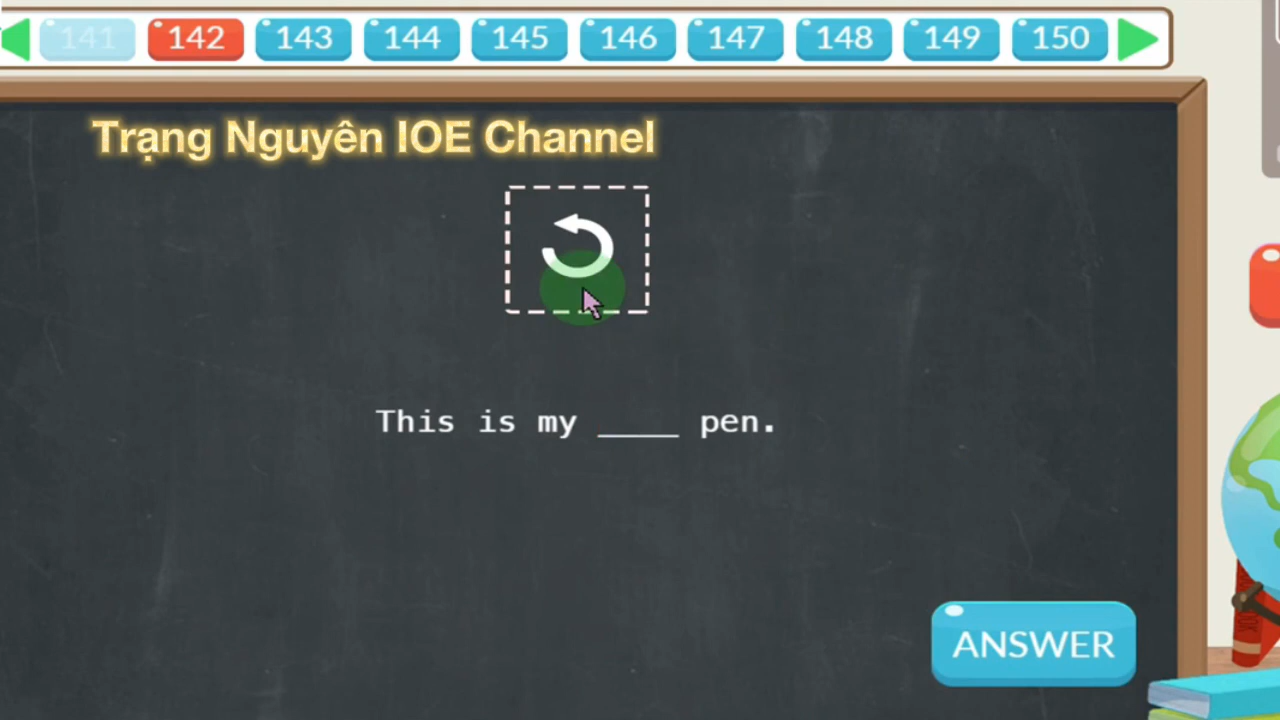 141 142 143 144 145 146 147 148 149 150
Trạng Nguyên IOE Channel
This is my ____ pen.
ANSWER